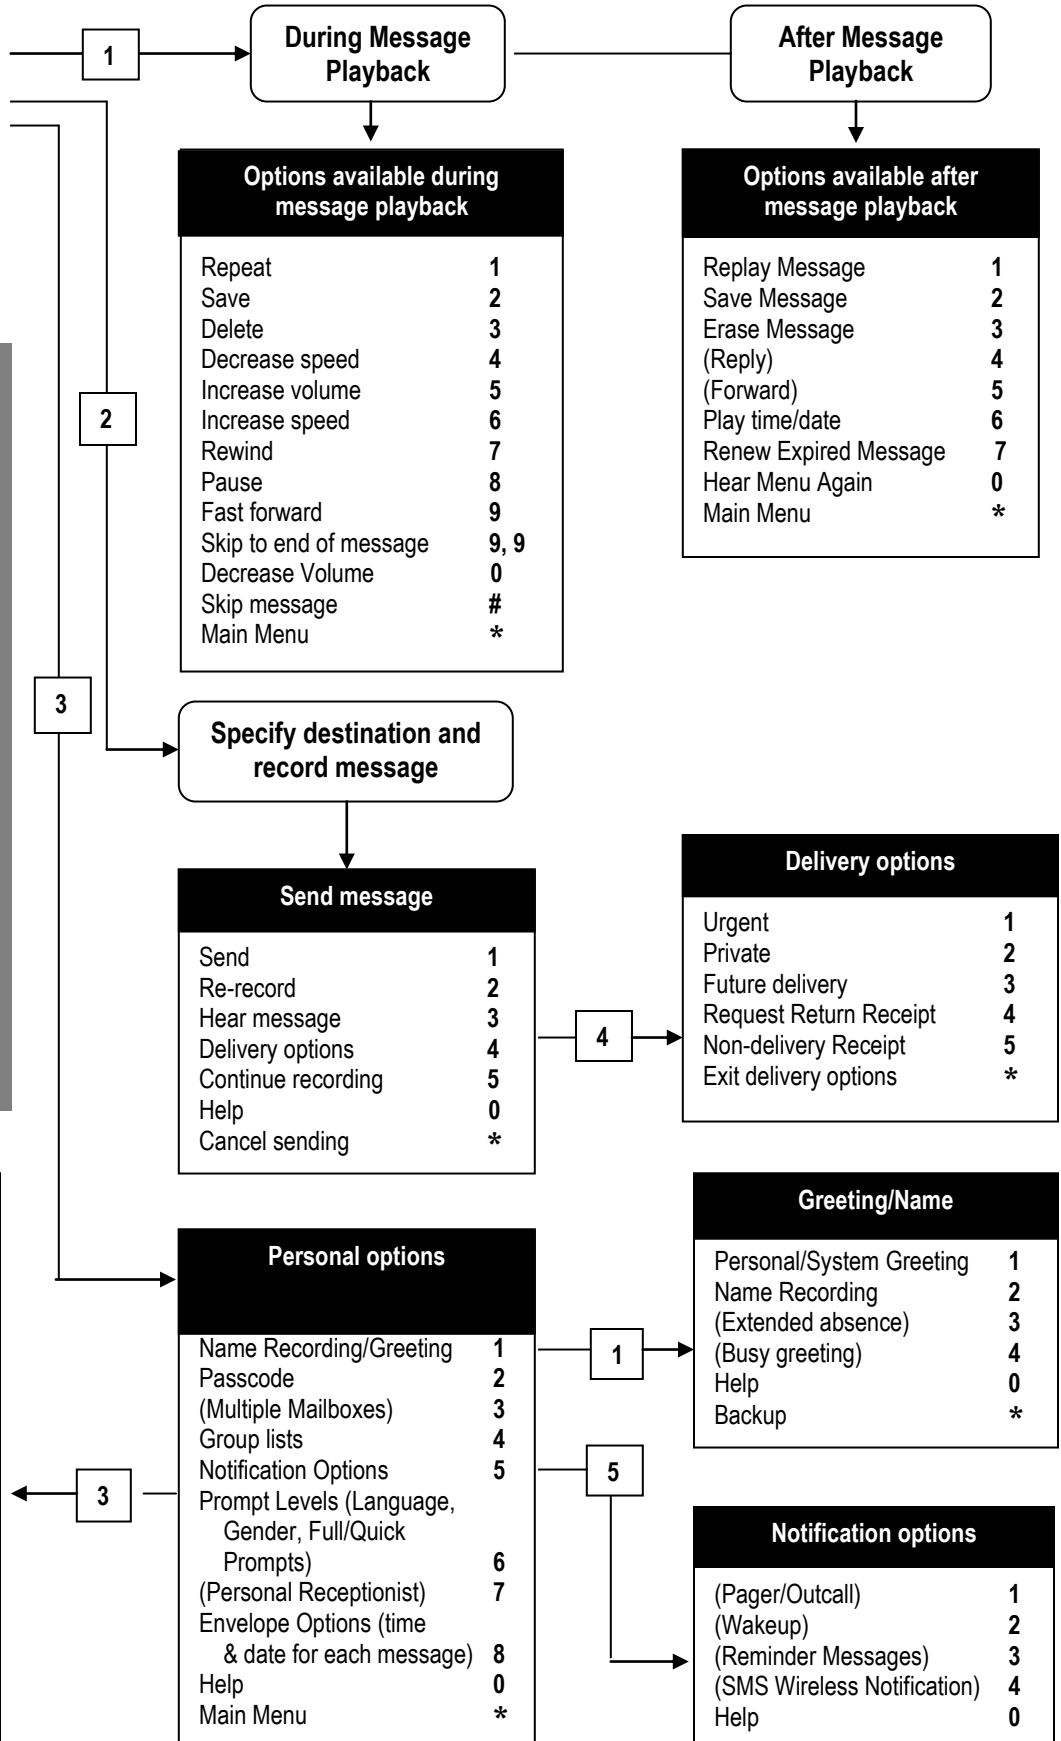 1
During Message
Playback
After Message
Playback
Options available during
message playback
Repeat 1
Save 2
Delete 3
Decrease speed 4
Increase volume 5
Increase speed 6
Rewind 7
Pause 8
Fast forward 9
Skip to end of message 9, 9
Decrease Volume 0
Skip message #
Main Menu *
Options available after
message playback
Replay Message 1
Save Message 2
Erase Message 3
(Reply) 4
(Forward) 5
Play time/date 6
Renew Expired Message 7
Hear Menu Again 0
Main Menu *
2
3
Specify destination and
record message
Send message
Send 1
Re-record 2
Hear message 3
Delivery options 4
Continue recording 5
Help 0
Cancel sending *
4
Delivery options
Urgent 1
Private 2
Future delivery 3
Request Return Receipt 4
Non-delivery Receipt 5
Exit delivery options *
Personal options
Name Recording/Greeting 1
Passcode 2
(Multiple Mailboxes) 3
Group lists 4
Notification Options 5
Prompt Levels (Language,
Gender, Full/Quick
Prompts) 6
(Personal Receptionist) 7
Envelope Options (time
& date for each message) 8
Help 0
Main Menu *
3
1
Greeting/Name
Personal/System Greeting 1
Name Recording 2
(Extended absence) 3
(Busy greeting) 4
Help 0
Backup *
5
Notification options
(Pager/Outcall) 1
(Wakeup) 2
(Reminder Messages) 3
(SMS Wireless Notification) 4
Help 0